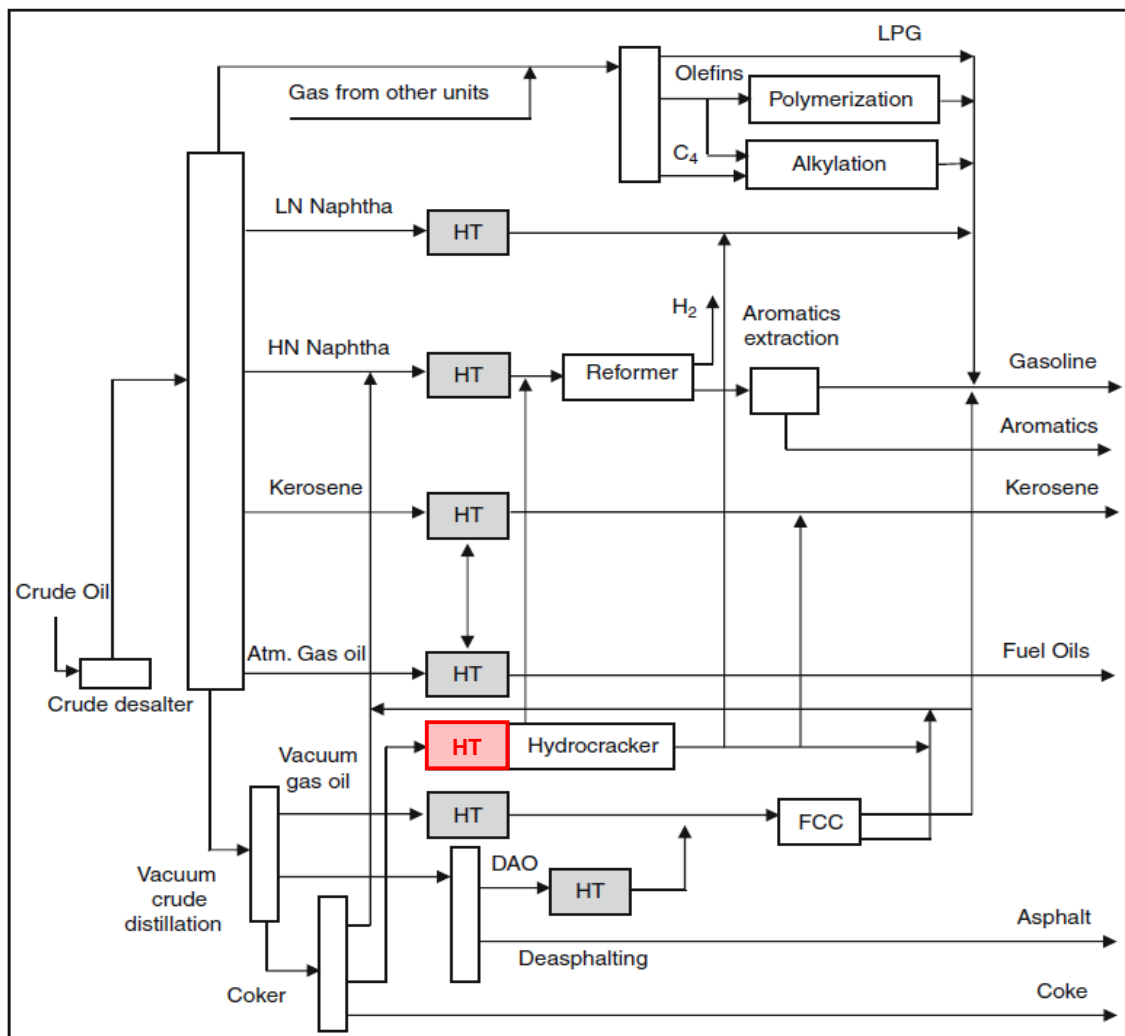 LPG
Olefins
Gas from other units
Polymerization
C4
Alkylation
LN Naphtha
HT
H2
Aromatics
extraction
HN Naphtha
HT
Reformer
Gasoline
Aromatics
Kerosene
HT
Kerosene
Crude Oil
Atm. Gas oil
HT
Fuel Oils
Crude desalter
HT
Hydrocracker
Vacuum
gas oil
HT
FCC
Vacuum
crude
distillation
DAO
HT
Asphalt
Deasphalting
Coker
Coke